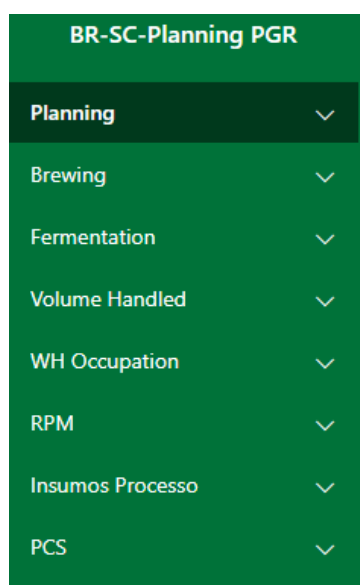 BR-SC-Planning PGR
Planning
Brewing
Fermentation
Volume Handled
WH Occupation
RPM
Insumos Processo
PCS